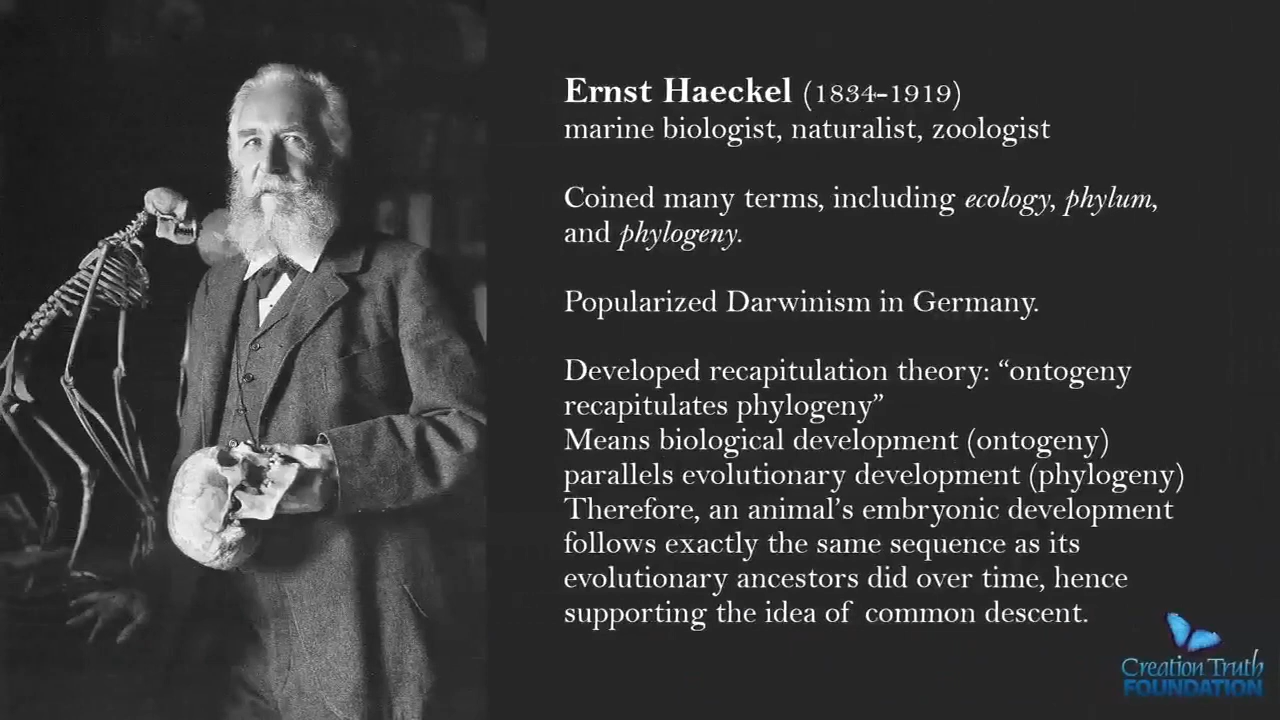 Ernst Haeckel (1834-1919)
marine biologist, naturalist, zoologist
Coined many terms, including ecology, phylum,
and phylogeny.
Popularized Darwinism in Germany.
Developed recapitulation theory: “ontogeny
recapitulates phylogeny”
Means biological development (ontogeny)
parallels evolutionary development (phylogeny)
Therefore, an animal’s embryonic development
follows exactly the same sequence as its
evolutionary ancestors did over time, hence
supporting the idea of common descent.
Creation Truth
FOUNDATION